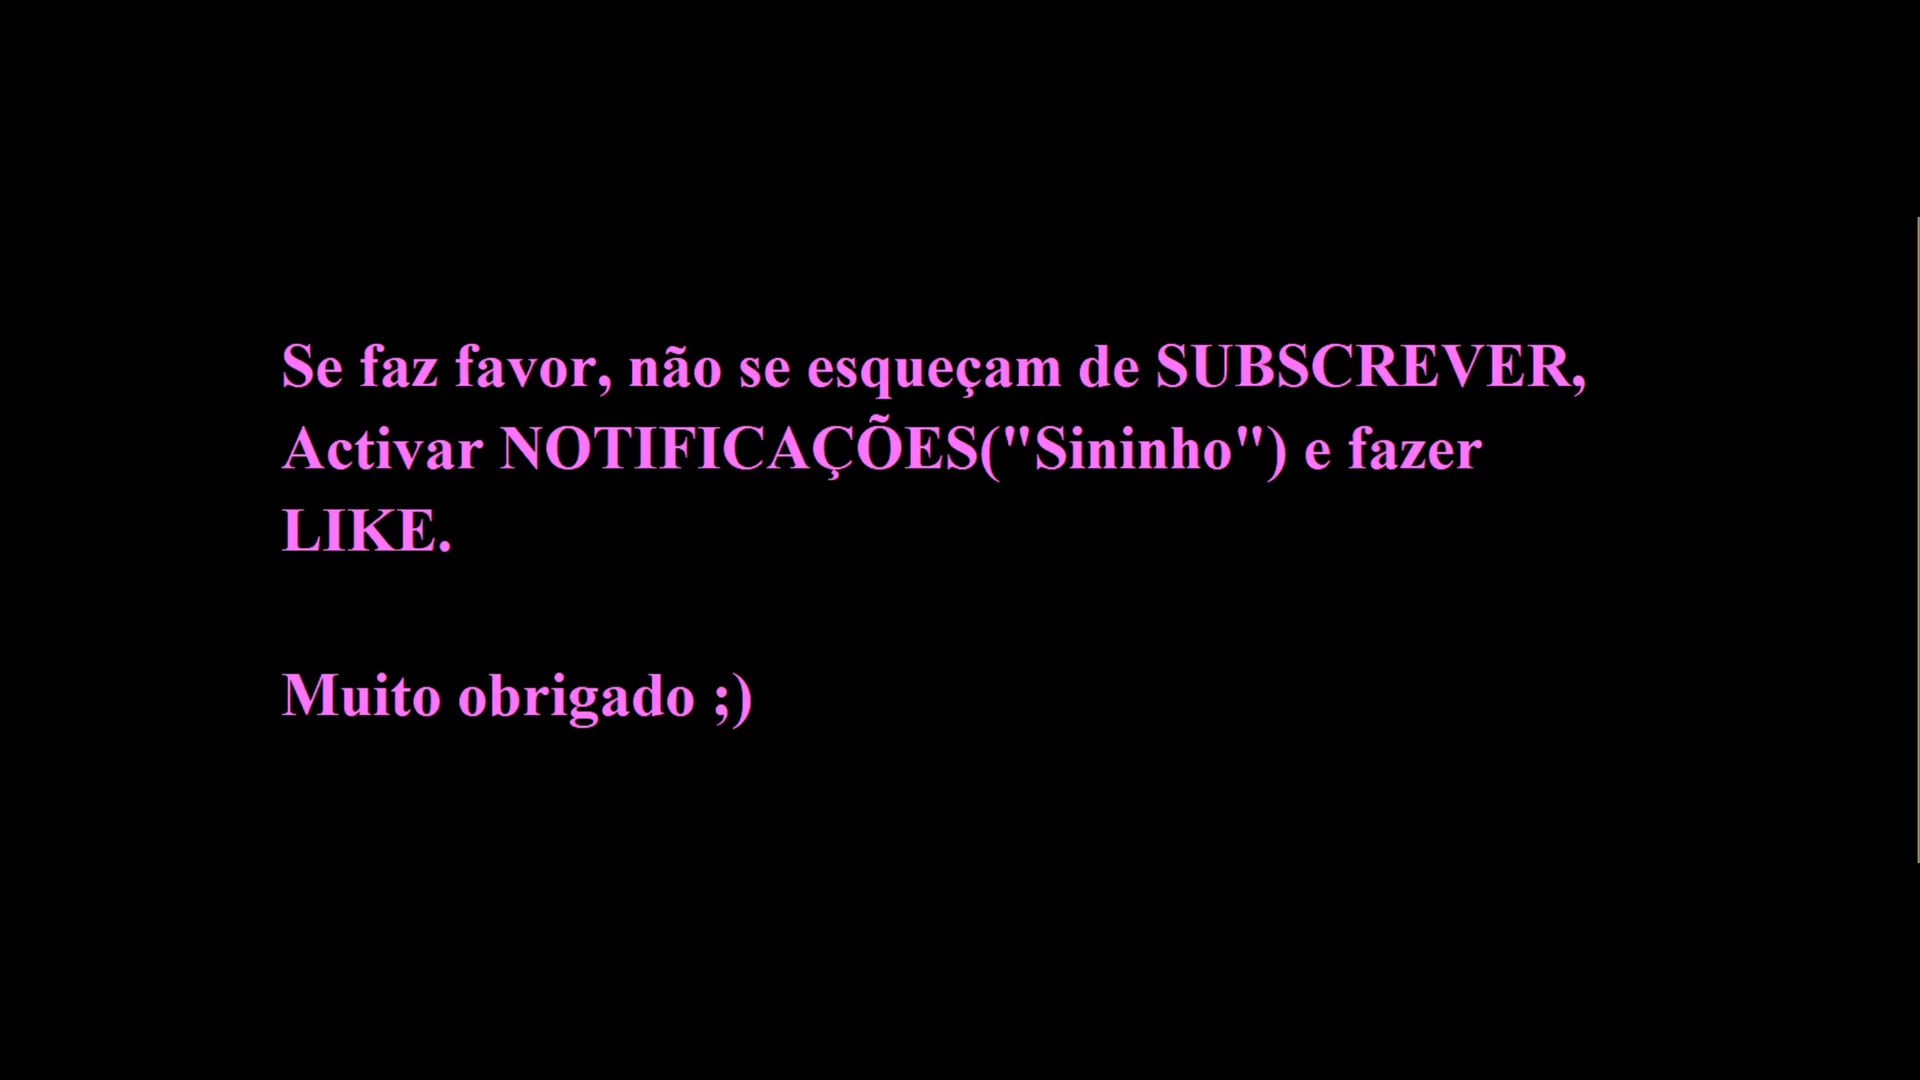 Se faz favor, não se esqueçam de SUBSCREVER,
Activar NOTIFICAÇÕES("Sininho") e fazer
LIKE.
Muito obrigado ;)